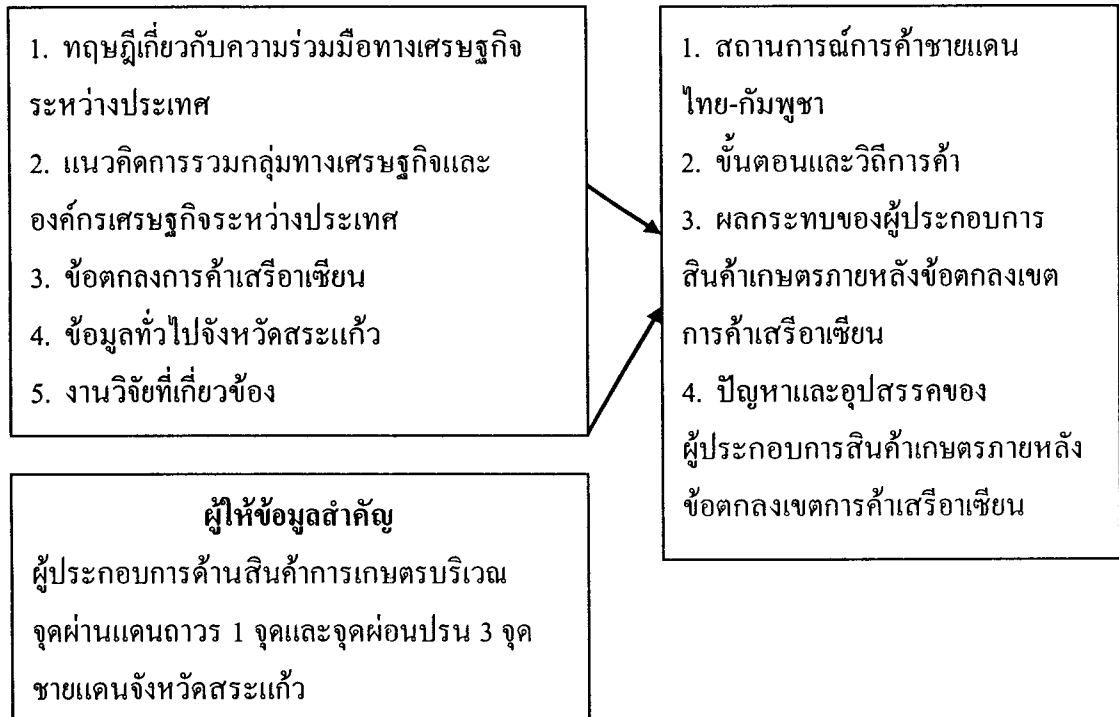 1. ทฤษฎีเกี่ยวกับความร่วมมือทางเศรษฐกิจ
ระหว่างประเทศ
2. แนวคิดการรวมกลุ่มทางเศรษฐกิจและ
องค์กรเศรษฐกิจระหว่างประเทศ
3. ข้อตกลงการค้าเสรีอาเซียน
4. ข้อมูลทั่วไปจังหวัดสระแก้ว
5. งานวิจัยที่เกี่ยวข้อง
ผู้ให้ข้อมูลสำคัญ
ผู้ประกอบการด้านสินค้าการเกษตรบริเวณ
จุดผ่านแดนถาวร 1 จุดและจุดผ่อนปรน 3 จุด
ชายแดนจังหวัดสระแก้ว
1. สถานการณ์การค้าชายแดน
ไทย-กัมพูชา
2. ขั้นตอนและวิถีการค้า
3. ผลกระทบของผู้ประกอบการ
สินค้าเกษตรภายหลังข้อตกลงเขต
การค้าเสรีอาเซียน
4. ปัญหาและอุปสรรคของ
ผู้ประกอบการสินค้าเกษตรภายหลัง
ข้อตกลงเขตการค้าเสรีอาเซียน